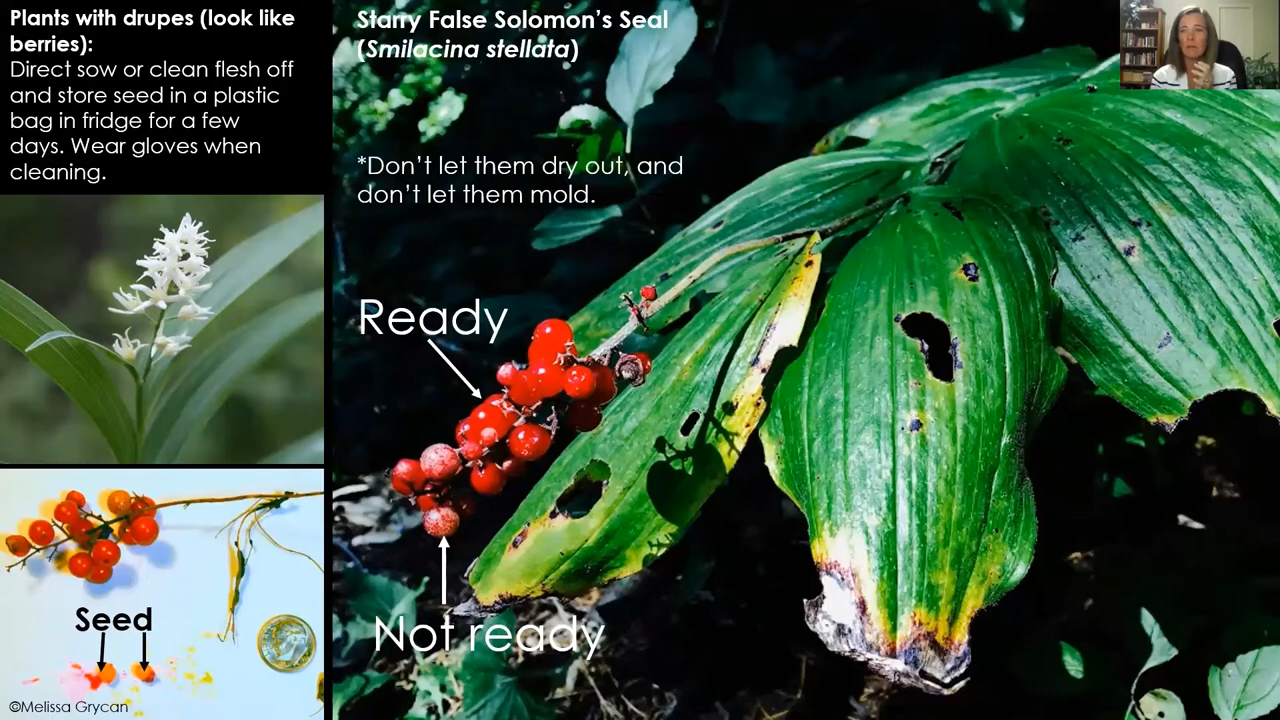 Plants with drupes (look like
berries):
Direct sow or clean flesh off
and store seed in a plastic
bag in fridge for a few
days. Wear gloves when
cleaning.
Starry False Solomon's Seal
(Smilacina stellata)
*Don't let them dry out, and
don't let them mold.
Ready
Not ready
Seed
©Melissa Grycan